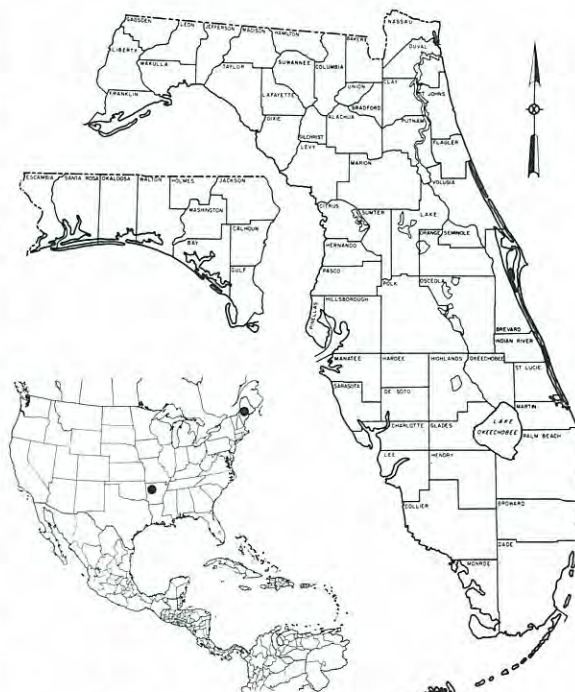 NASSAU
GADSDEN
LEON
JEFFERSON
MADISON
HAMILTON
BAKER
DUVAL
LIBERTY
WAKULLA
TAYLOR
SUWANNEE
COLUMBIA
UNION
CLAY
ST JOHNS
FRANKLIN
LAFAYETTE
BRADFORD
DIXIE
GILCHRIST
ALACHUA
PUTNAM
FLAGLER
LEVY
MARION
VOLUSIA
ESCAMBIA
SANTA ROSA
OKALOOSA
WALTON
HOLMES
JACKSON
WASHINGTON
BAY
CALHOUN
GULF
CITRUS
SUMTER
LAKE
ORANGE
SEMINOLE
HERNANDO
PASCO
POLK
OSCEOLA
PINELLAS
HILLSBOROUGH
BREVARD
INDIAN RIVER
MANATEE
HARDEE
HIGHLANDS
OKEECHOBEE
ST LUCIE
SARASOTA
DE SOTO
MARTIN
CHARLOTTE
GLADES
LAKE
OKEECHOBEE
PALM BEACH
LEE
HENDRY
COLLIER
BROWARD
DADE
MONROE